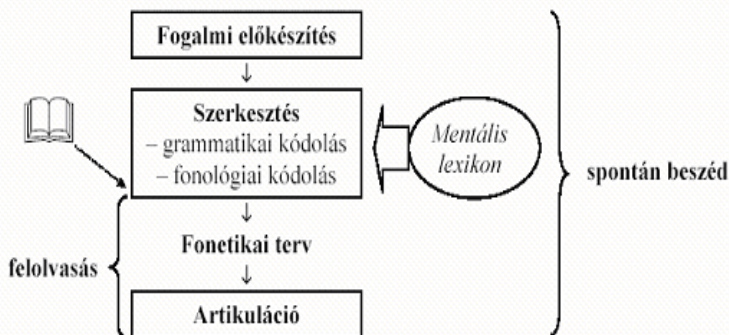 Fogalmi előkészítés
Szerkesztés
– grammatikai kódolás
– fonológiai kódolás
Mentális
lexikon
spontán beszéd
Fonetikai terv
felolvasás
Artikuláció